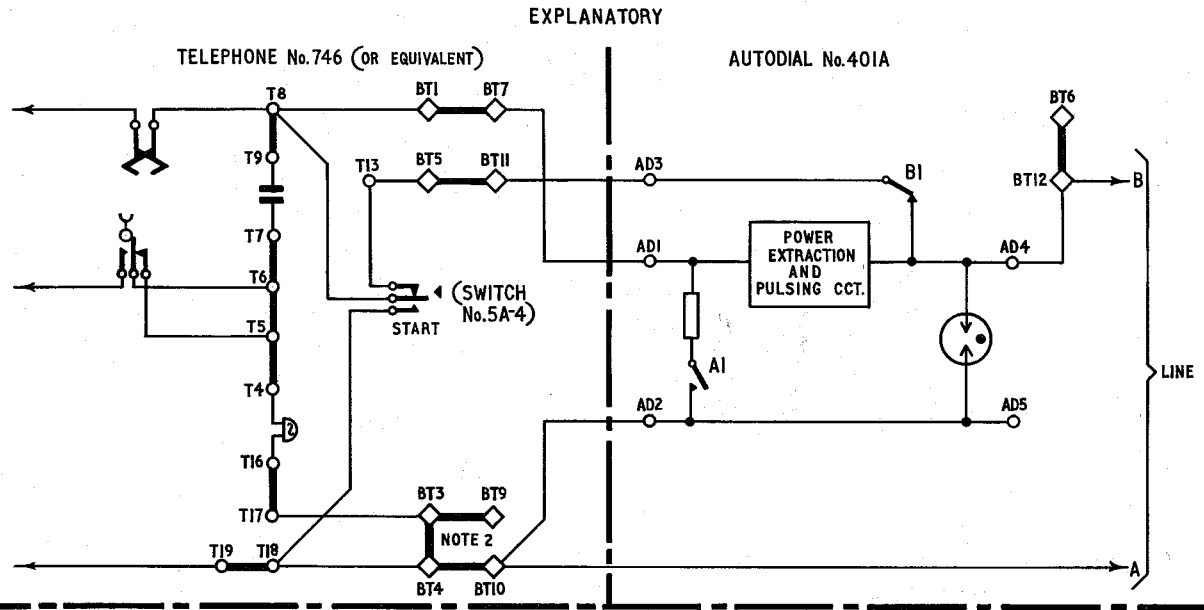 EXPLANATORY
TELEPHONE No.746 (OR EQUIVALENT)
AUTODIAL No.401A
T8
BT1
BT7
BT6
T9
T13
BT5
BT11
AD3
B1
BT12
B
T7
AD1
POWER
EXTRACTION
AND
PULSING CCT.
AD4
T6
(SWITCH
No.5A-4)
START
T5
A1
LINE
T4
AD2
AD5
T16
T17
BT3
BT9
NOTE 2
T19
T18
BT4
BT10
A